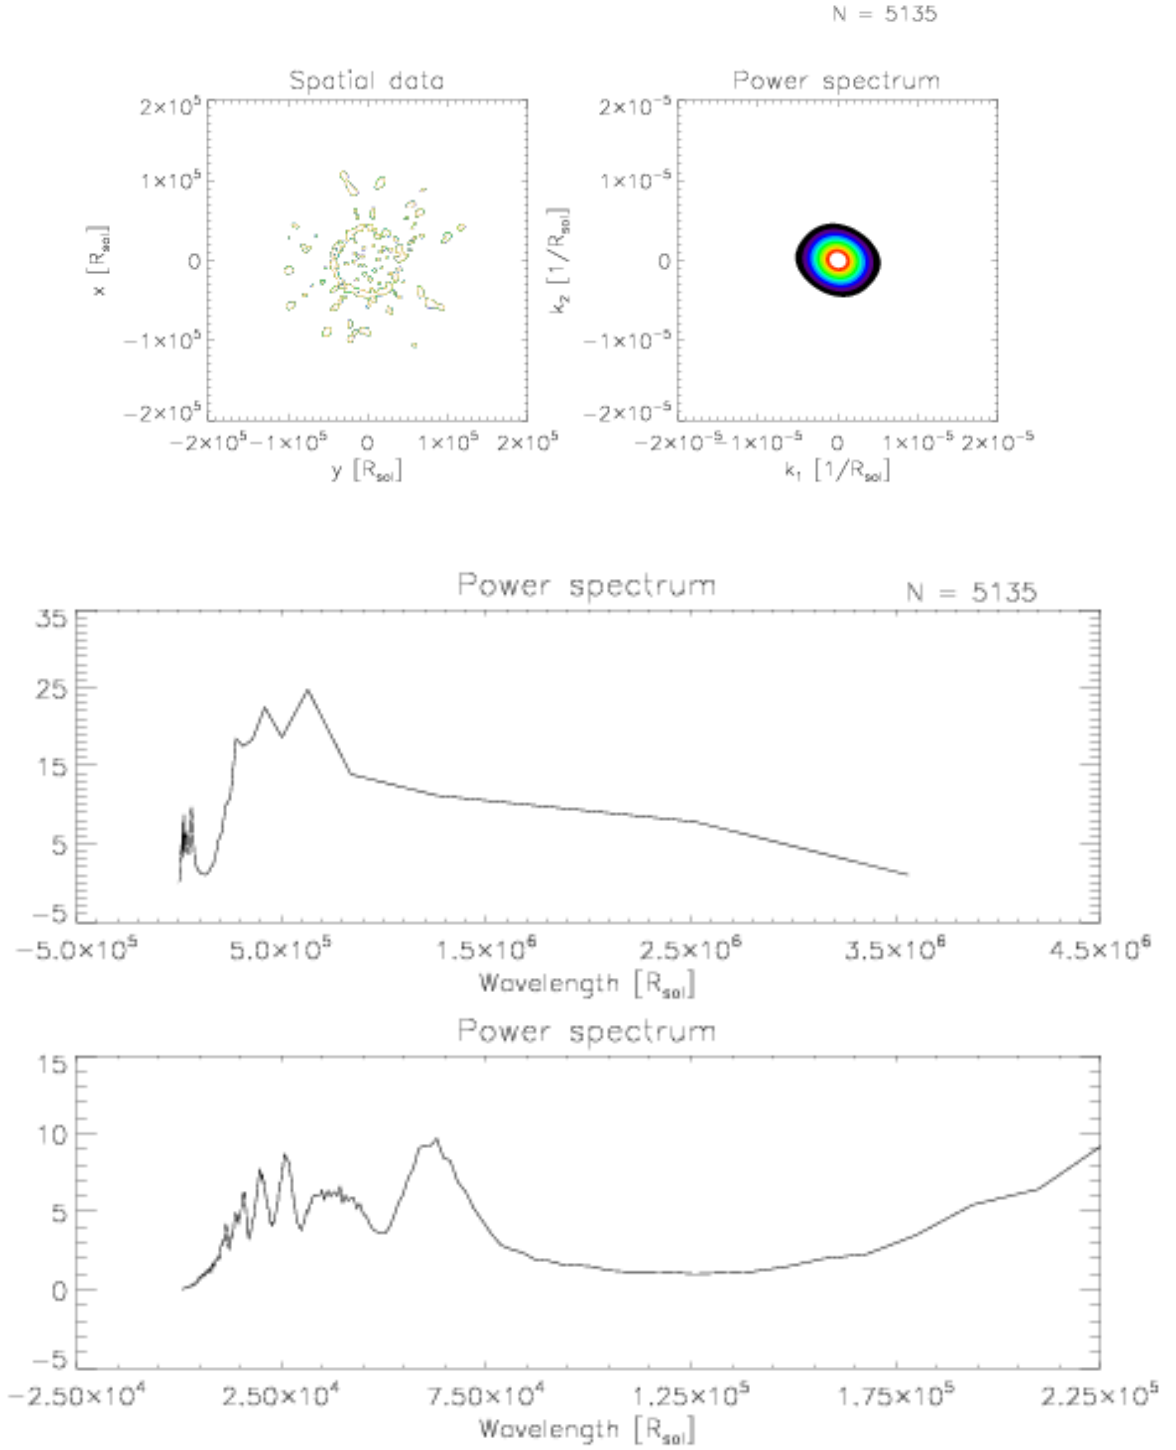 N = 5135
Spatial data
Power spectrum
2×10⁵
1×10⁵
0
−1×10⁵
−2×10⁵
x [R_sol]
−2×10⁵ −1×10⁵ 0 1×10⁵ 2×10⁵
y [R_sol]
2×10⁻⁵
1×10⁻⁵
0
−1×10⁻⁵
−2×10⁻⁵
k₂ [1/R_sol]
−2×10⁻⁵ −1×10⁻⁵ 0 1×10⁻⁵ 2×10⁻⁵
k₁ [1/R_sol]
Power spectrum
N = 5135
35
25
15
5
−5
−5.0×10⁵ 5.0×10⁵ 1.5×10⁶ 2.5×10⁶ 3.5×10⁶ 4.5×10⁶
Wavelength [R_sol]
Power spectrum
15
10
5
0
−5
−2.50×10⁴ 2.50×10⁴ 7.50×10⁴ 1.25×10⁵ 1.75×10⁵ 2.25×10⁵
Wavelength [R_sol]